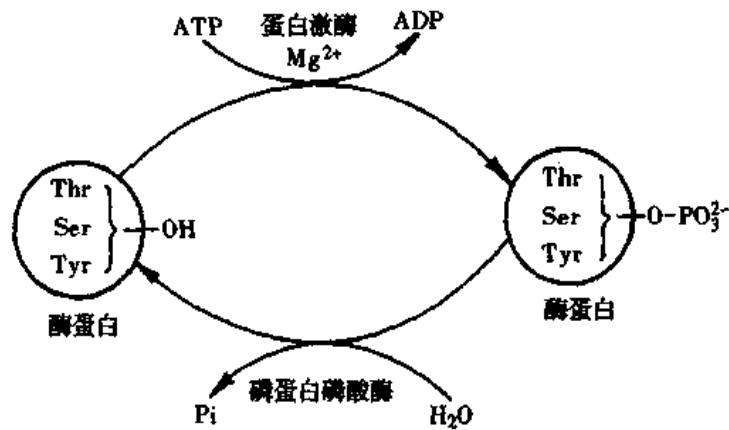 ATP 蛋白激酶 ADP
Mg²⁺
Thr
Ser -OH
Tyr
酶蛋白
Thr
Ser -O-PO₃²⁻
Tyr
酶蛋白
Pi 磷蛋白磷酸酶 H₂O